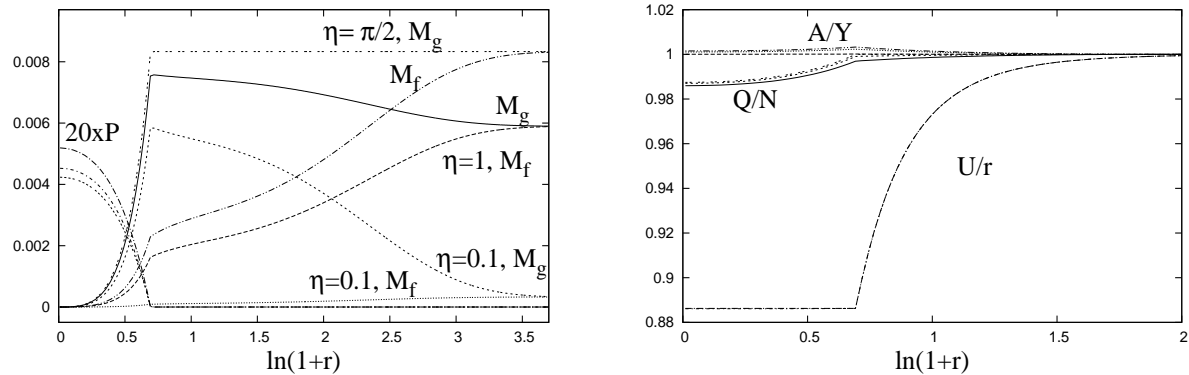 η= π/2, M_g
M_f
M_g
20xP
η=1, M_f
η=0.1, M_g
η=0.1, M_f
0.008
0.006
0.004
0.002
0
0 0.5 1 1.5 2 2.5 3 3.5
ln(1+r)
A/Y
Q/N
U/r
1.02
1
0.98
0.96
0.94
0.92
0.9
0.88
0 0.5 1 1.5 2
ln(1+r)